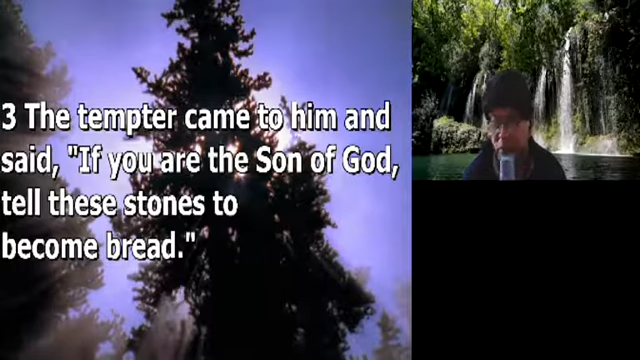 3 The tempter came to him and
said, "If you are the Son of God,
tell these stones to
become bread."